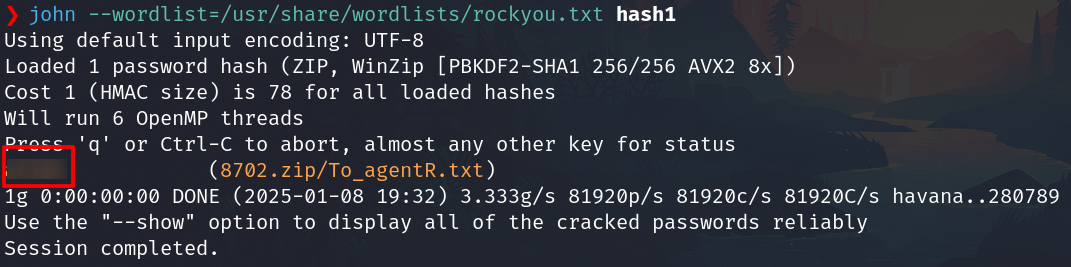 ❯ john --wordlist=/usr/share/wordlists/rockyou.txt hash1
Using default input encoding: UTF-8
Loaded 1 password hash (ZIP, WinZip [PBKDF2-SHA1 256/256 AVX2 8x])
Cost 1 (HMAC size) is 78 for all loaded hashes
Will run 6 OpenMP threads
Press 'q' or Ctrl-C to abort, almost any other key for status
(8702.zip/To_agentR.txt)
1g 0:00:00:00 DONE (2025-01-08 19:32) 3.333g/s 81920p/s 81920c/s 81920C/s havana..280789
Use the "--show" option to display all of the cracked passwords reliably
Session completed.